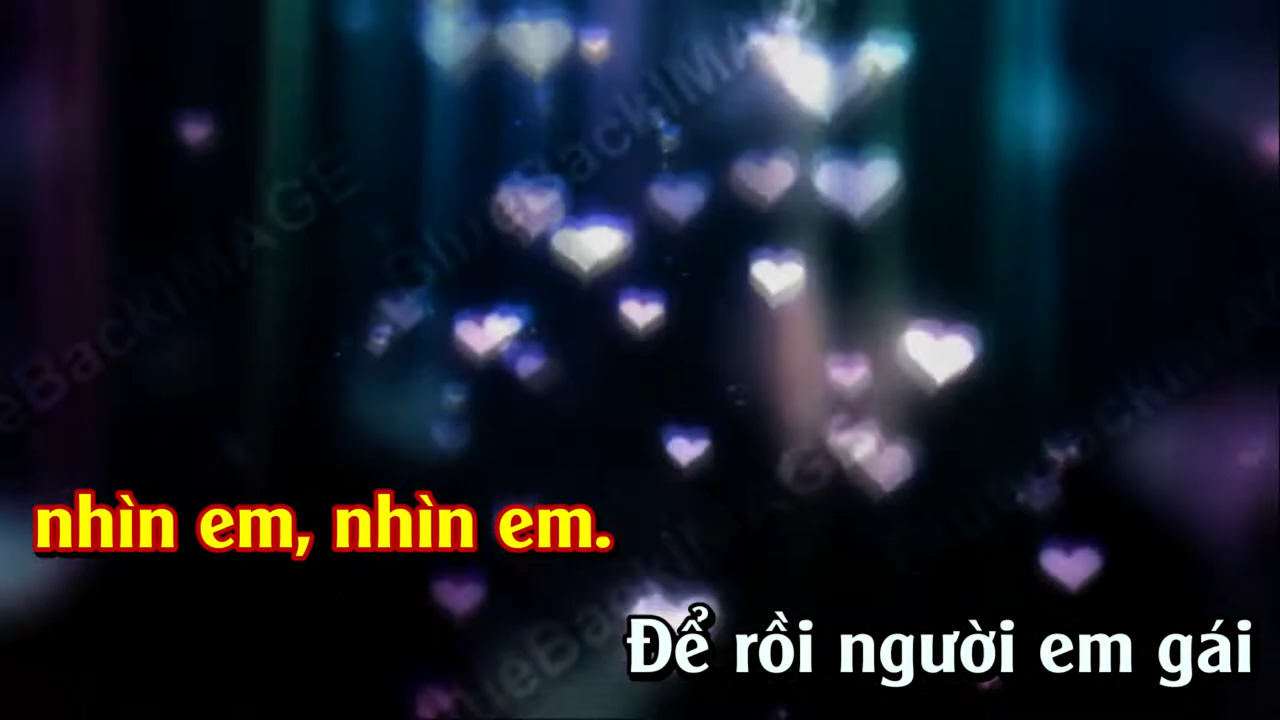 nhìn em, nhìn em.
Để rồi người em gái